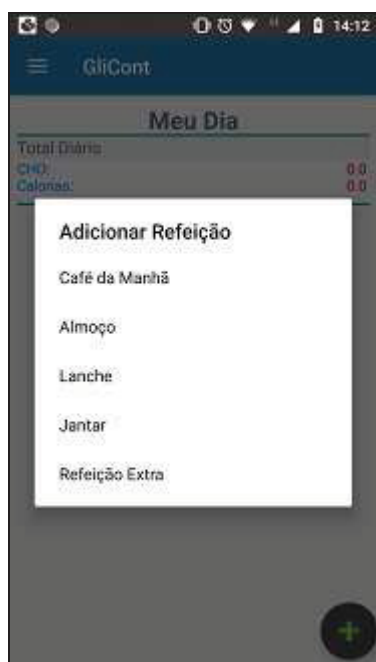 14:12
GliCont
Meu Dia
Total Diário
CHO: 0.0
Calorias: 0.0
Adicionar Refeição
Café da Manhã
Almoço
Lanche
Jantar
Refeição Extra